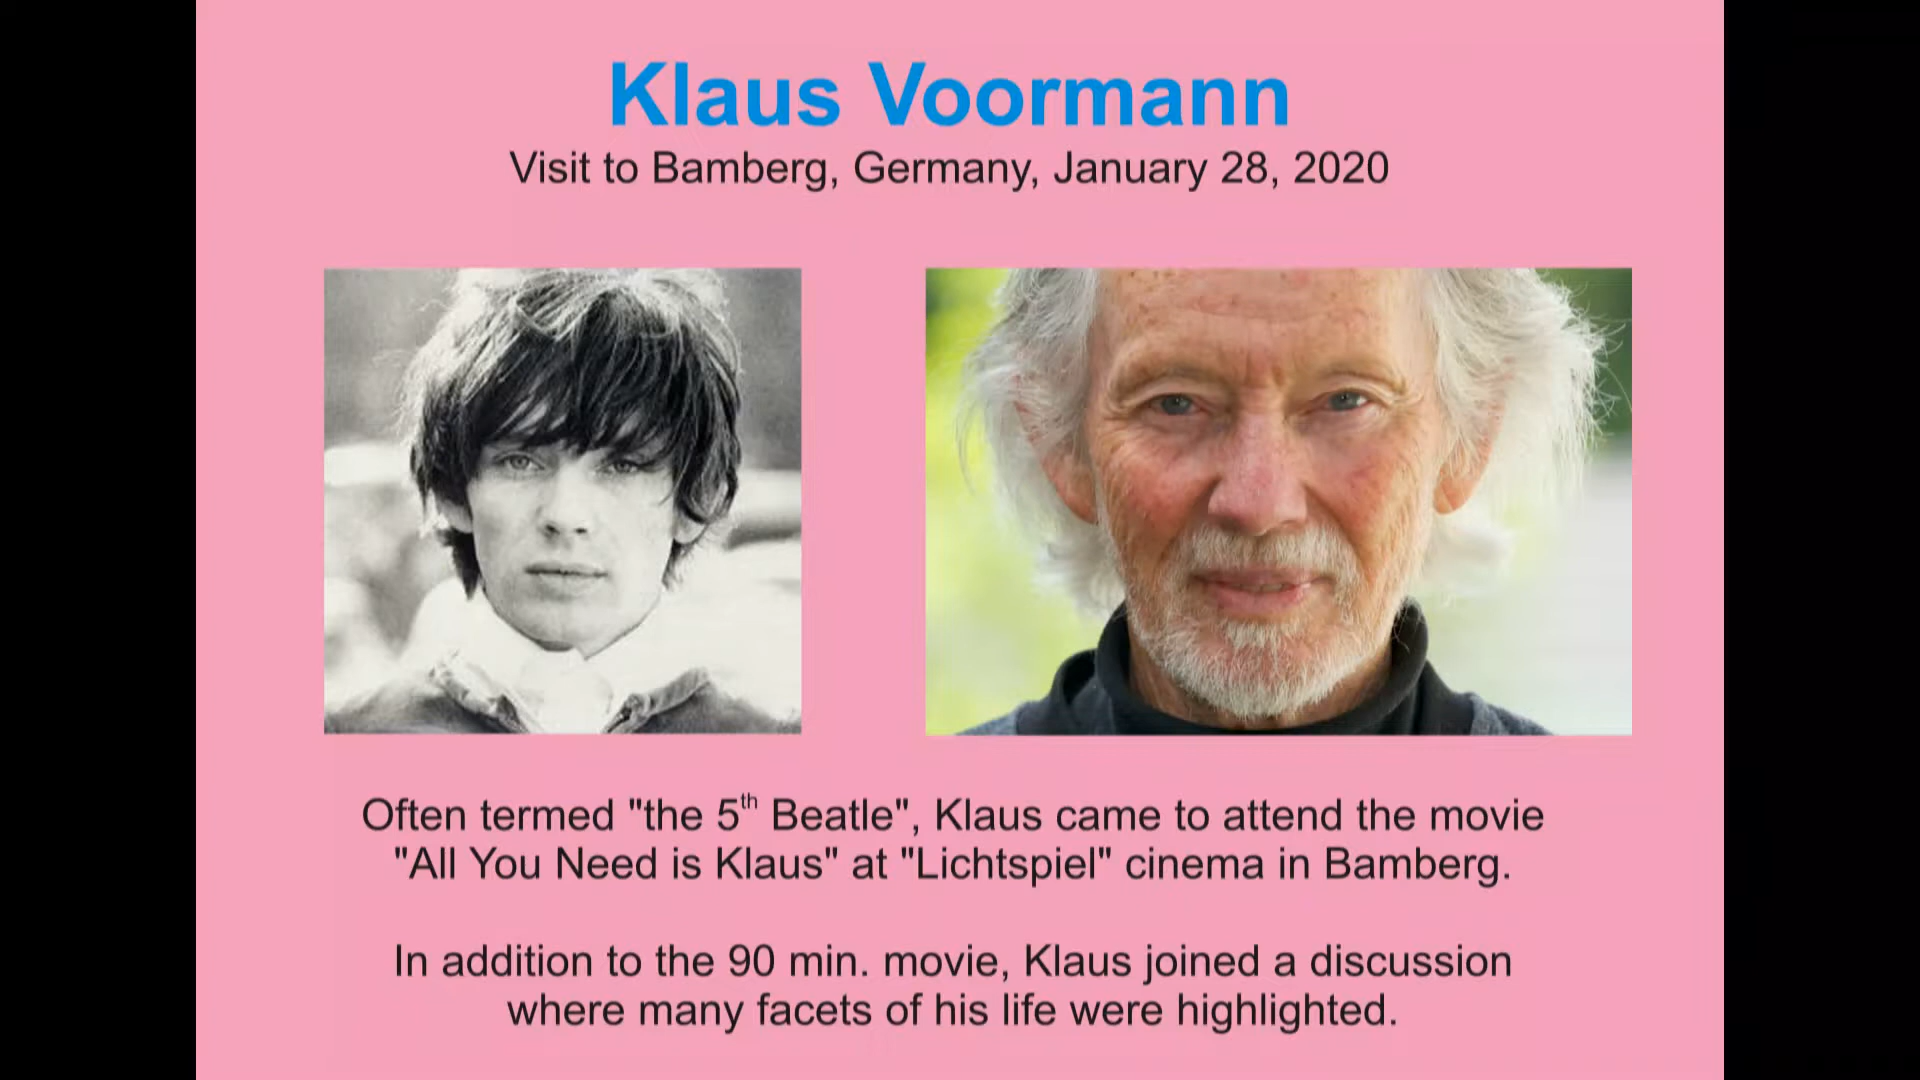 Klaus Voormann
Visit to Bamberg, Germany, January 28, 2020
Often termed "the 5th Beatle", Klaus came to attend the movie
"All You Need is Klaus" at "Lichtspiel" cinema in Bamberg.
In addition to the 90 min. movie, Klaus joined a discussion
where many facets of his life were highlighted.